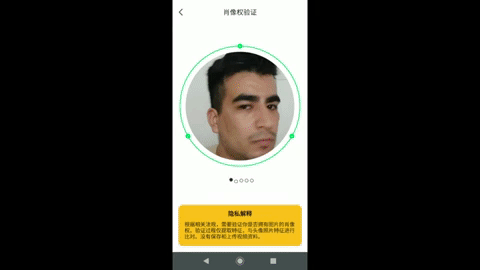 肖像权验证
隐私解释
根据相关法规，需要验证你是否拥有照片的肖像
权。验证过程仅提取特征，与头像照片特征进行
比对。没有保存和上传视频资料。